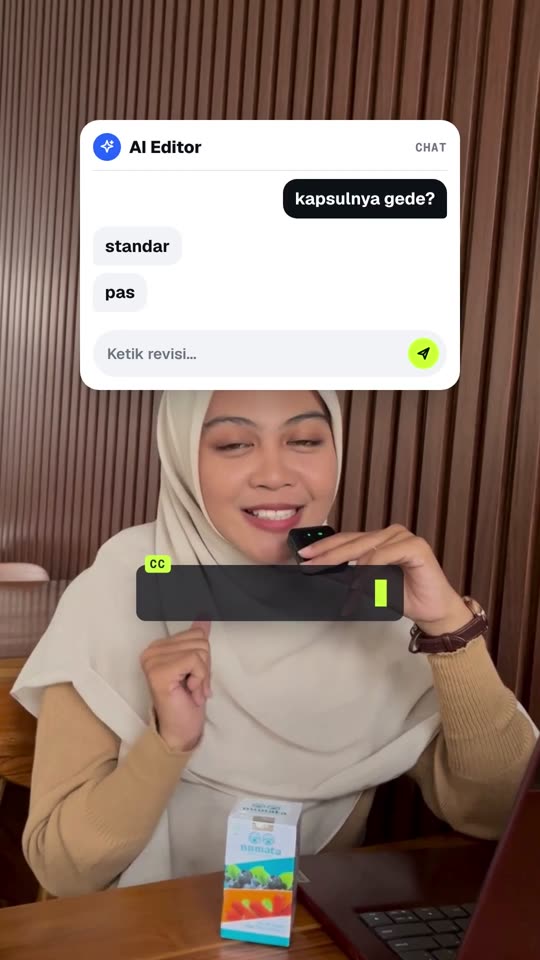 AI Editor
CHAT
kapsulnya gede?
standar
pas
Ketik revisi...
CC